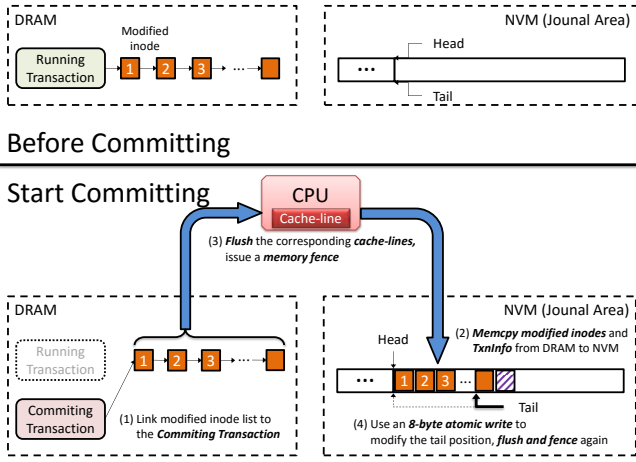 DRAM
Modified
inode
Running
Transaction
1 2 3 ... 
NVM (Jounal Area)
Head
...
Tail
Before Committing
Start Committing
CPU
Cache-line
(3) Flush the corresponding cache-lines,
issue a memory fence
DRAM
Running
Transaction
1 2 3 ...
Commiting
Transaction
(1) Link modified inode list to
the Commiting Transaction
NVM (Jounal Area)
(2) Memcpy modified inodes and
TxnInfo from DRAM to NVM
Head
... 1 2 3 ...
Tail
(4) Use an 8-byte atomic write to
modify the tail position, flush and fence again